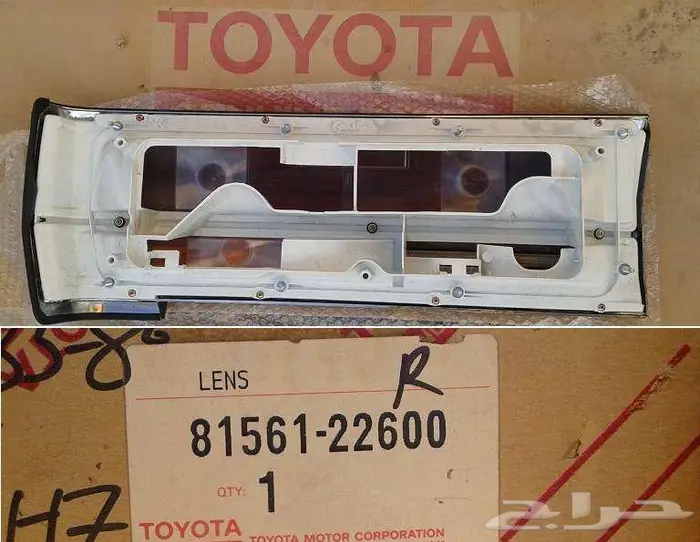 TOYOTA
LENS
R
81561-22600
QTY: 1
H7
TOYOTA TOYOTA MOTOR CORPORATION
حراج